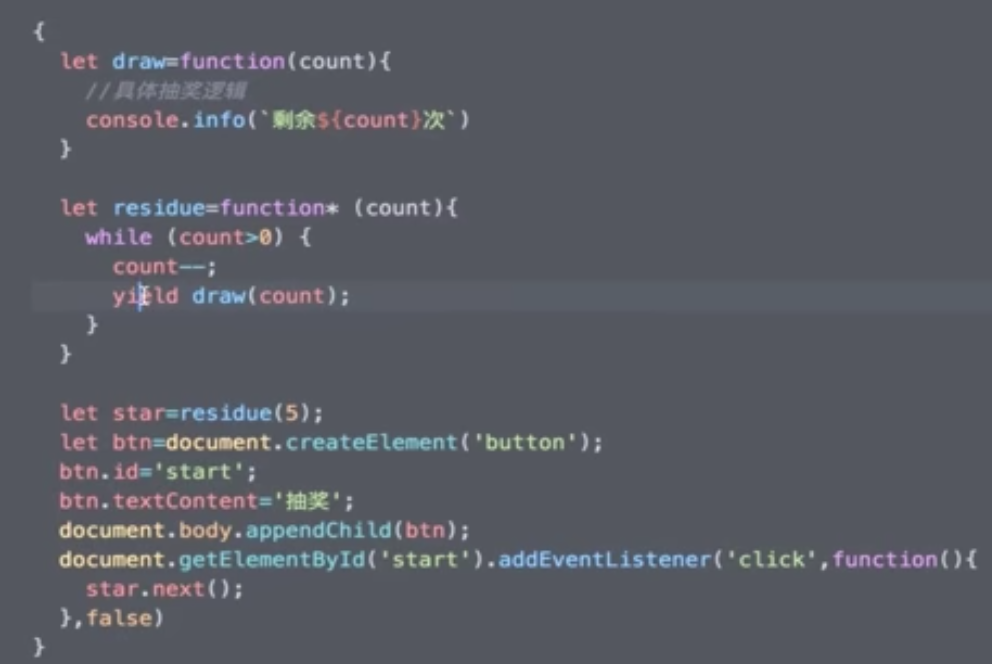 {
let draw=function(count){
//具体抽奖逻辑
console.info(`剩余${count}次`)
}
let residue=function* (count){
while (count>0) {
count--;
yield draw(count);
}
}
let star=residue(5);
let btn=document.createElement('button');
btn.id='start';
btn.textContent='抽奖';
document.body.appendChild(btn);
document.getElementById('start').addEventListener('click',function(){
star.next();
},false)
}